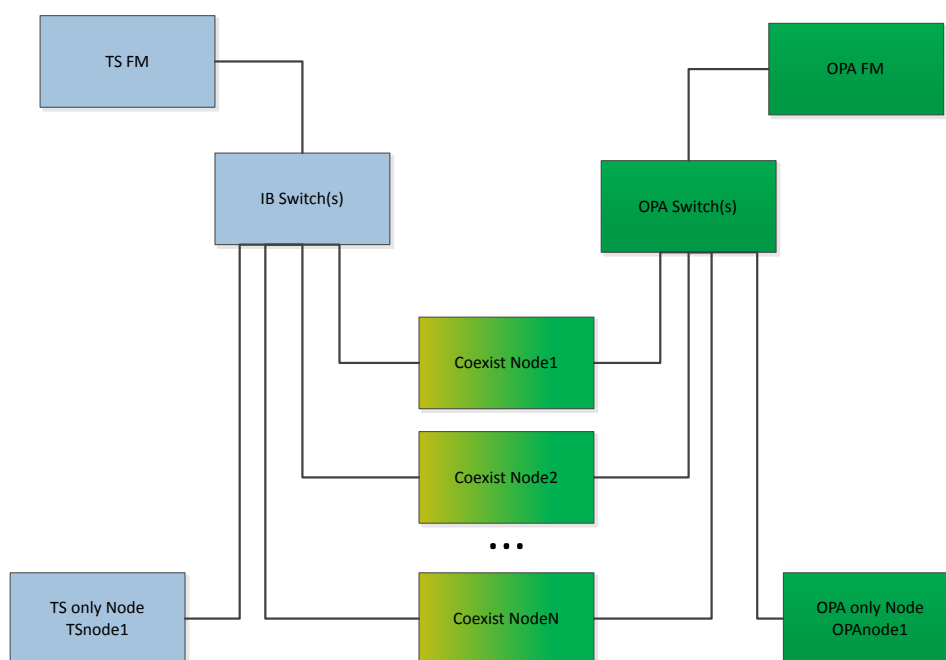 TS FM
OPA FM
IB Switch(s)
OPA Switch(s)
Coexist Node1
Coexist Node2
...
Coexist NodeN
TS only Node
TSnode1
OPA only Node
OPAnode1